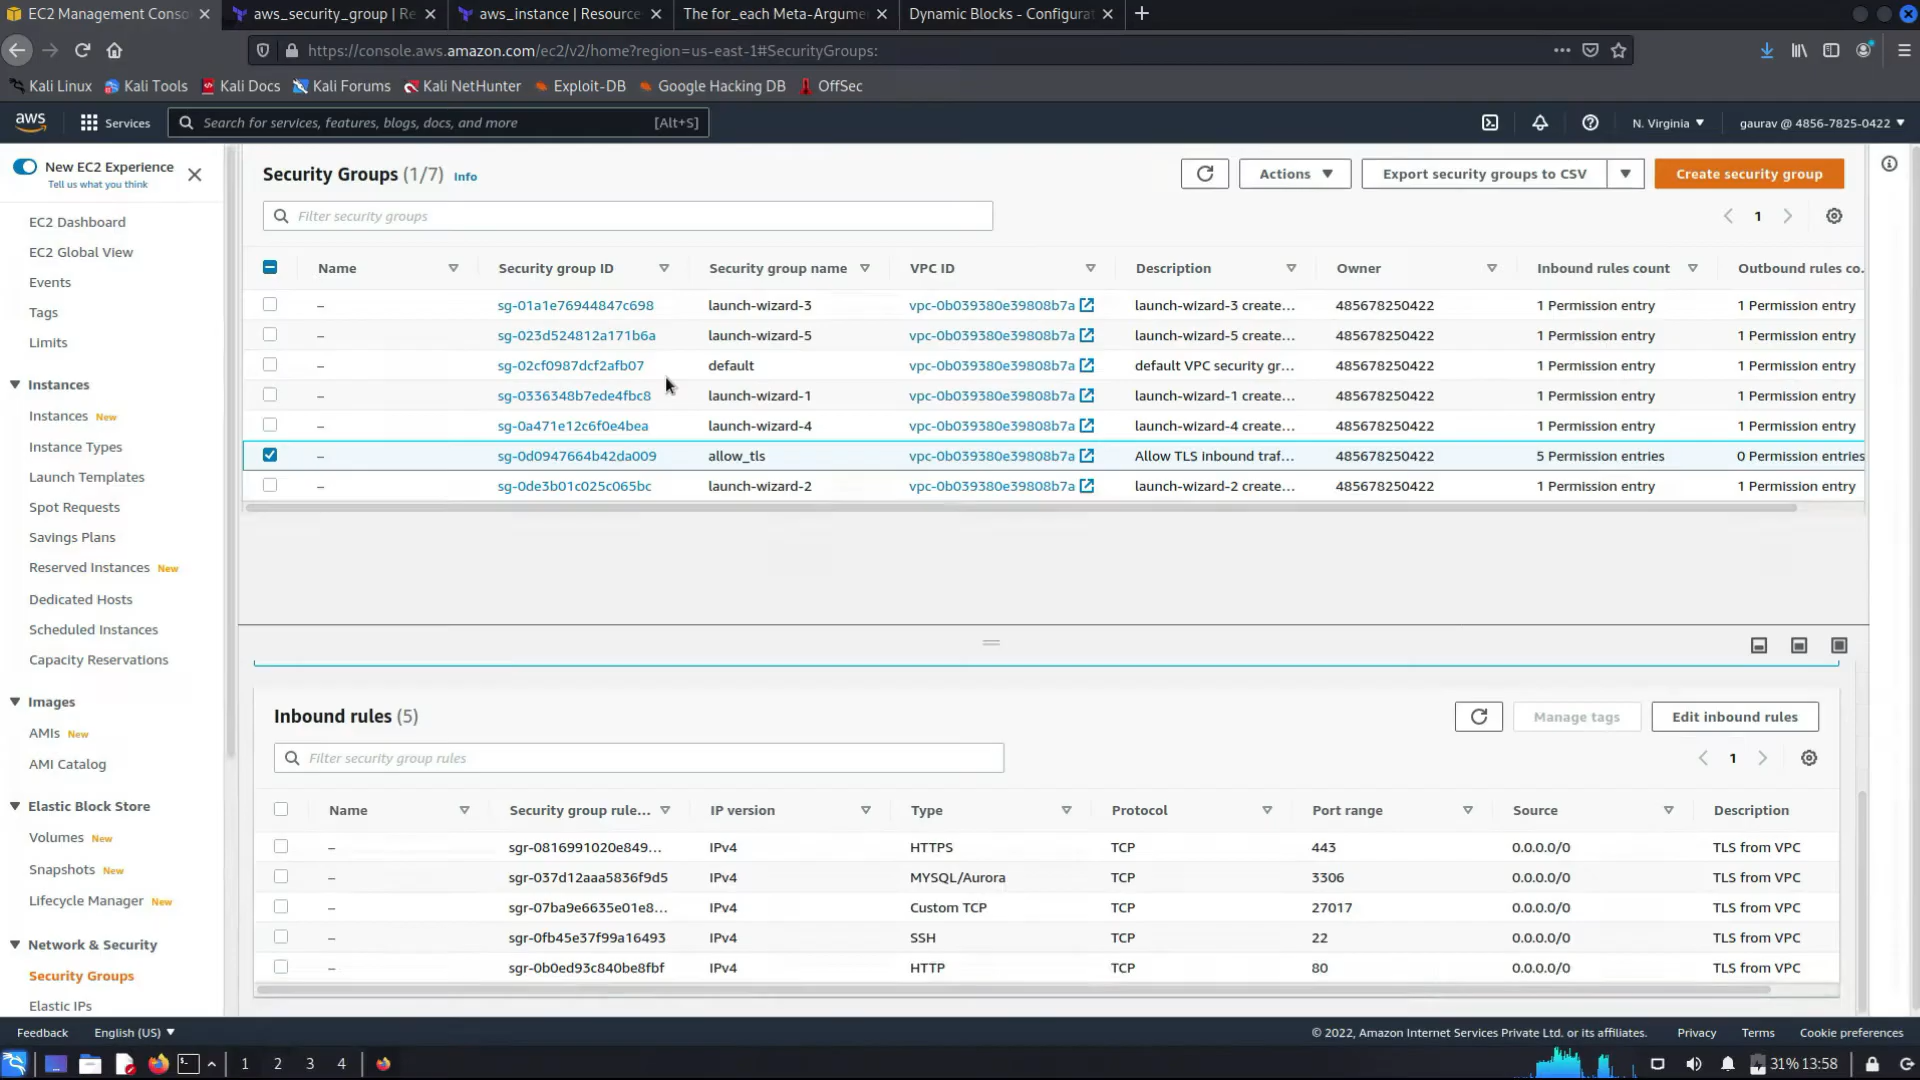 EC2 Management Conso
aws_security_group | Re
aws_instance | Resource
The for_each Meta-Argume
Dynamic Blocks - Configurat
https://console.aws.amazon.com/ec2/v2/home?region=us-east-1#SecurityGroups:
Kali Linux
Kali Tools
Kali Docs
Kali Forums
Kali NetHunter
Exploit-DB
Google Hacking DB
OffSec
aws
Services
Search for services, features, blogs, docs, and more
[Alt+S]
N. Virginia
gaurav @ 4856-7825-0422
New EC2 Experience
Tell us what you think
EC2 Dashboard
EC2 Global View
Events
Tags
Limits
Instances
Instances New
Instance Types
Launch Templates
Spot Requests
Savings Plans
Reserved Instances New
Dedicated Hosts
Scheduled Instances
Capacity Reservations
Images
AMIs New
AMI Catalog
Elastic Block Store
Volumes New
Snapshots New
Lifecycle Manager New
Network & Security
Security Groups
Elastic IPs
Security Groups (1/7) Info
Actions
Export security groups to CSV
Create security group
Filter security groups
1
Name Security group ID Security group name VPC ID Description Owner Inbound rules count Outbound rules co...
– sg-01a1e76944847c698 launch-wizard-3 vpc-0b039380e39808b7a launch-wizard-3 create... 485678250422 1 Permission entry 1 Permission entry
– sg-023d524812a171b6a launch-wizard-5 vpc-0b039380e39808b7a launch-wizard-5 create... 485678250422 1 Permission entry 1 Permission entry
– sg-02cf0987dcf2afb07 default vpc-0b039380e39808b7a default VPC security gr... 485678250422 1 Permission entry 1 Permission entry
– sg-0336348b7ede4fbc8 launch-wizard-1 vpc-0b039380e39808b7a launch-wizard-1 create... 485678250422 1 Permission entry 1 Permission entry
– sg-0a471e12c6f0e4bea launch-wizard-4 vpc-0b039380e39808b7a launch-wizard-4 create... 485678250422 1 Permission entry 1 Permission entry
– sg-0d0947664b42da009 allow_tls vpc-0b039380e39808b7a Allow TLS inbound traf... 485678250422 5 Permission entries 0 Permission entries
– sg-0de3b01c025c065bc launch-wizard-2 vpc-0b039380e39808b7a launch-wizard-2 create... 485678250422 1 Permission entry 1 Permission entry
Inbound rules (5)
Manage tags
Edit inbound rules
Filter security group rules
1
Name Security group rule... IP version Type Protocol Port range Source Description
– sgr-0816991020e849... IPv4 HTTPS TCP 443 0.0.0.0/0 TLS from VPC
– sgr-037d12aaa5836f9d5 IPv4 MYSQL/Aurora TCP 3306 0.0.0.0/0 TLS from VPC
– sgr-07ba9e6635e01e8... IPv4 Custom TCP TCP 27017 0.0.0.0/0 TLS from VPC
– sgr-0fb45e37f99a16493 IPv4 SSH TCP 22 0.0.0.0/0 TLS from VPC
– sgr-0b0ed93c840be8fbf IPv4 HTTP TCP 80 0.0.0.0/0 TLS from VPC
Feedback
English (US)
© 2022, Amazon Internet Services Private Ltd. or its affiliates.
Privacy
Terms
Cookie preferences
1 2 3 4
31% 13:58